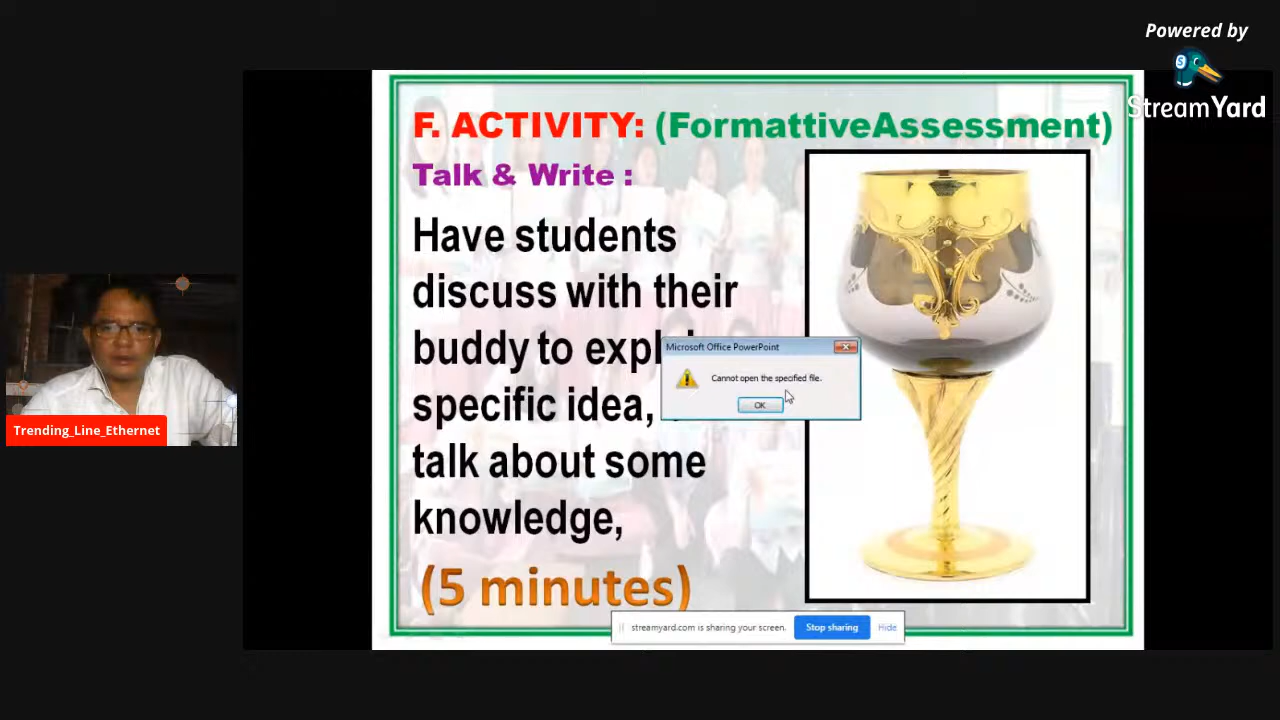 Powered by
StreamYard
F. ACTIVITY: (FormattiveAssessment)
Talk & Write :
Have students
discuss with their
buddy to expl
specific idea,
talk about some
knowledge,
(5 minutes)
Microsoft Office PowerPoint
Cannot open the specified file.
OK
Trending_Line_Ethernet
streamyard.com is sharing your screen.
Stop sharing
Hide